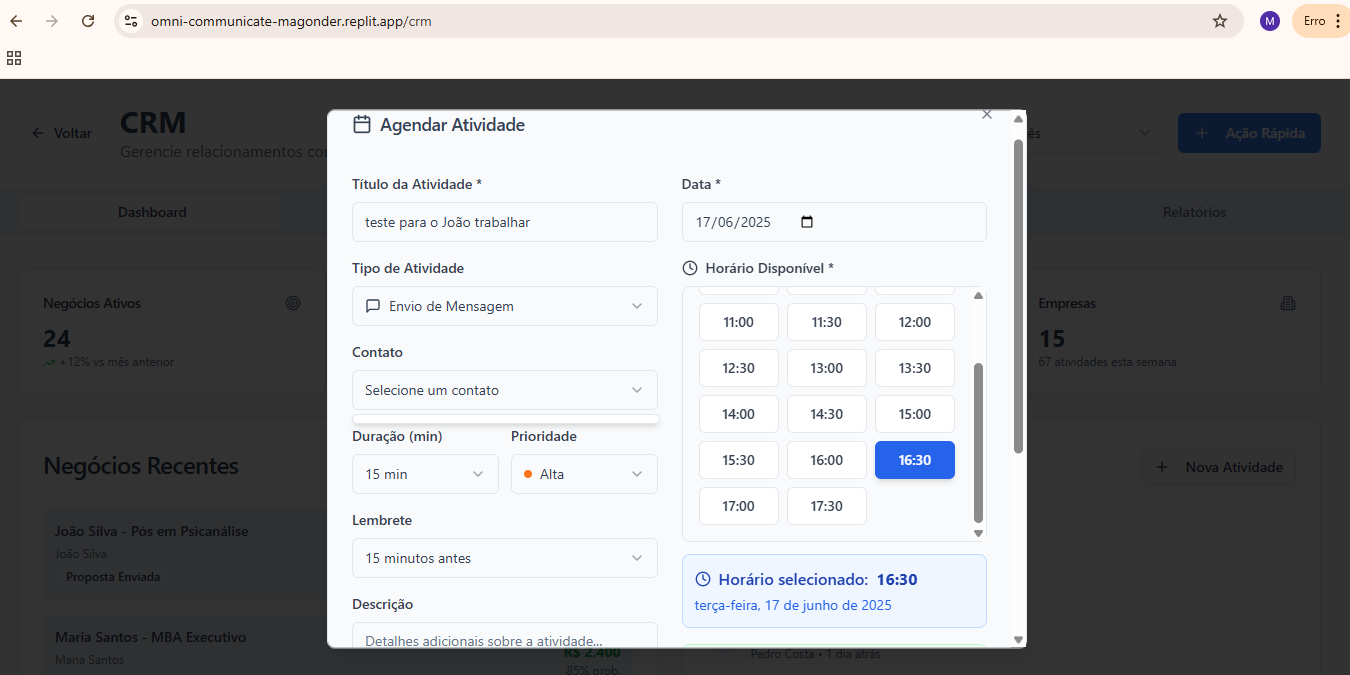 omni-communicate-magonder.replit.app/crm
M
Erro
Voltar
CRM
Gerencie relacionamentos co
ês
Ação Rápida
Dashboard
Relatórios
Negócios Ativos
24
+12% vs mês anterior
Empresas
15
67 atividades esta semana
Negócios Recentes
Nova Atividade
João Silva - Pós em Psicanálise
João Silva
Proposta Enviada
Maria Santos - MBA Executivo
Maria Santos
R$ 2.400
85% prob.
Pedro Costa • 1 dia atrás
Agendar Atividade
Título da Atividade *
teste para o João trabalhar
Tipo de Atividade
Envio de Mensagem
Contato
Selecione um contato
Duração (min)
Prioridade
15 min
Alta
Lembrete
15 minutos antes
Descrição
Detalhes adicionais sobre a atividade...
Data *
17/06/2025
Horário Disponível *
11:00 11:30 12:00
12:30 13:00 13:30
14:00 14:30 15:00
15:30 16:00 16:30
17:00 17:30
Horário selecionado: 16:30
terça-feira, 17 de junho de 2025